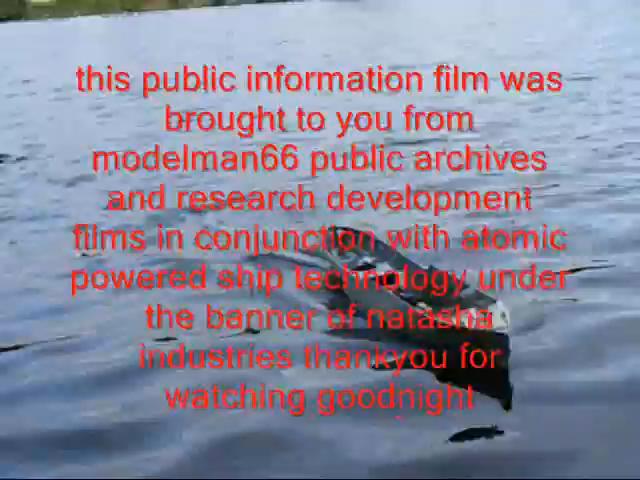 this public information film was
brought to you from
modelman66 public archives
and research development
films in conjunction with atomic
powered ship technology under
the banner of natasha
industries thankyou for
watching goodnight